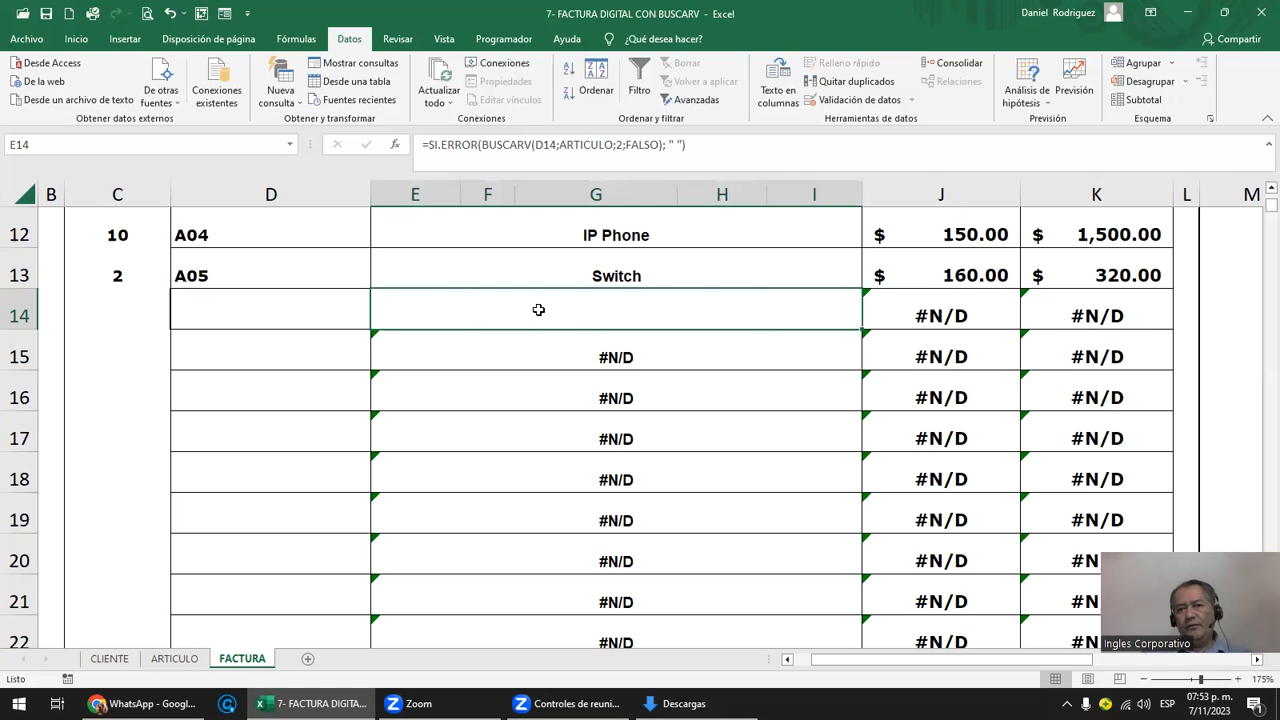 7- FACTURA DIGITAL CON BUSCARV - Excel
Daniel Rodriguez
Archivo Inicio Insertar Disposición de página Fórmulas Datos Revisar Vista Programador Ayuda ¿Qué desea hacer? Compartir
Desde Access
De la web
Desde un archivo de texto
De otras fuentes
Conexiones existentes
Obtener datos externos
Nueva consulta
Mostrar consultas
Desde una tabla
Fuentes recientes
Obtener y transformar
Actualizar todo
Conexiones
Propiedades
Editar vínculos
Conexiones
Ordenar
Filtro
Borrar
Volver a aplicar
Avanzadas
Ordenar y filtrar
Texto en columnas
Relleno rápido
Quitar duplicados
Validación de datos
Consolidar
Relaciones
Herramientas de datos
Análisis de hipótesis
Previsión
Previsión
Agrupar
Desagrupar
Subtotal
Esquema
E14 fx =SI.ERROR(BUSCARV(D14;ARTICULO;2;FALSO); " ")
B C D E F G H I J K L M
12 10 A04 IP Phone $ 150.00 $ 1,500.00
13 2 A05 Switch $ 160.00 $ 320.00
14 #N/D #N/D
15 #N/D #N/D #N/D
16 #N/D #N/D #N/D
17 #N/D #N/D #N/D
18 #N/D #N/D #N/D
19 #N/D #N/D #N/D
20 #N/D #N/D #N
21 #N/D #N/D #N
22 #N/D #N/D #N
Ingles Corporativo
CLIENTE ARTICULO FACTURA
Listo 175%
WhatsApp - Googl... 7- FACTURA DIGITA... Zoom Controles de reuni... Descargas ESP
07:53 p. m.
7/11/2023